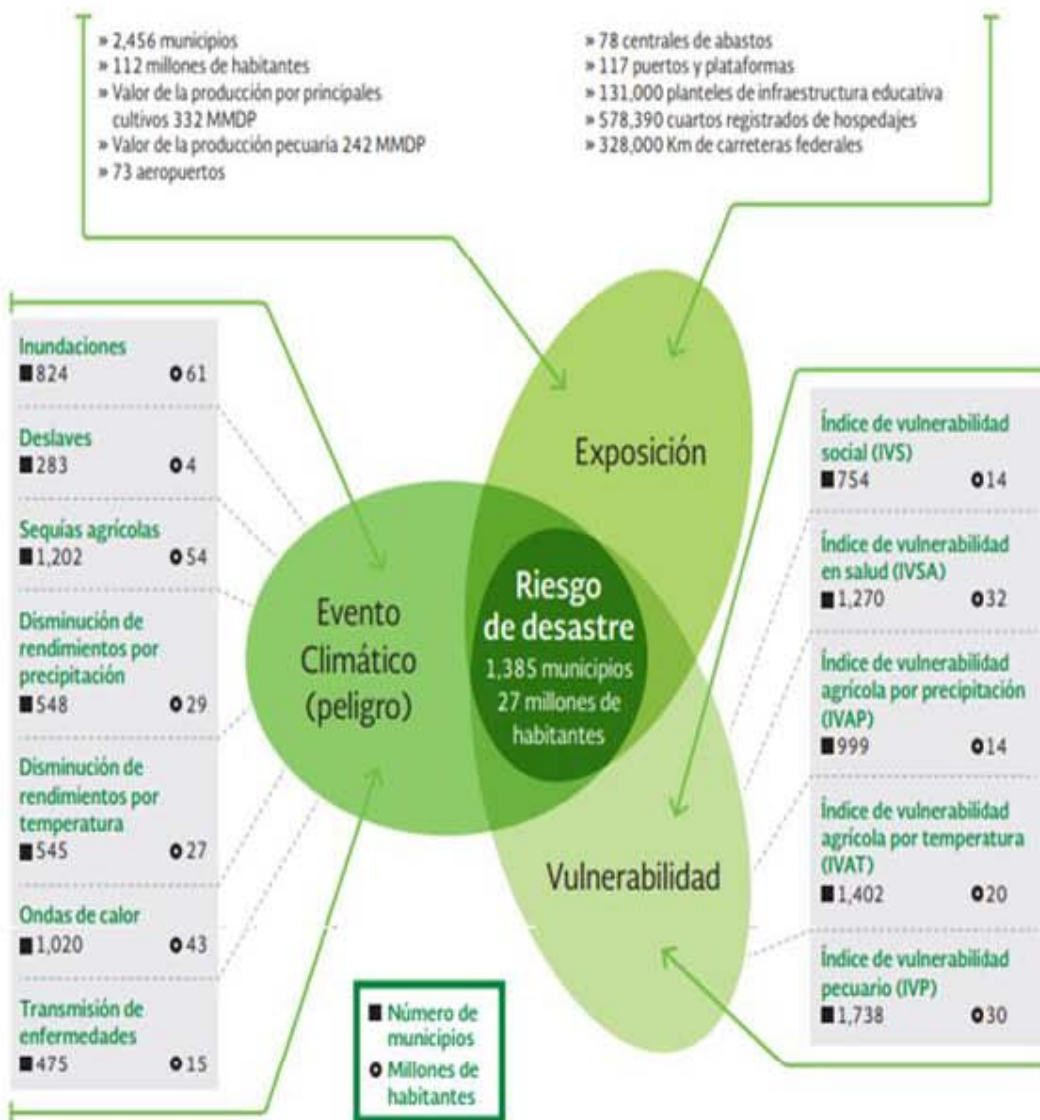 » 2,456 municipios
» 112 millones de habitantes
» Valor de la producción por principales
cultivos 332 MMDP
» Valor de la producción pecuaria 242 MMDP
» 73 aeropuertos
» 78 centrales de abastos
» 117 puertos y plataformas
» 131,000 planteles de infraestructura educativa
» 578,390 cuartos registrados de hospedajes
» 328,000 Km de carreteras federales
Inundaciones
824 61
Deslaves
283 4
Sequías agrícolas
1,202 54
Disminución de
rendimientos por
precipitación
548 29
Disminución de
rendimientos por
temperatura
545 27
Ondas de calor
1,020 43
Transmisión de
enfermedades
475 15
Exposición
Evento
Climático
(peligro)
Riesgo
de desastre
1,385 municipios
27 millones de
habitantes
Vulnerabilidad
Índice de vulnerabilidad
social (IVS)
754 14
Índice de vulnerabilidad
en salud (IVSA)
1,270 32
Índice de vulnerabilidad
agrícola por precipitación
(IVAP)
999 14
Índice de vulnerabilidad
agrícola por temperatura
(IVAT)
1,402 20
Índice de vulnerabilidad
pecuario (IVP)
1,738 30
Número de
municipios
Millones de
habitantes